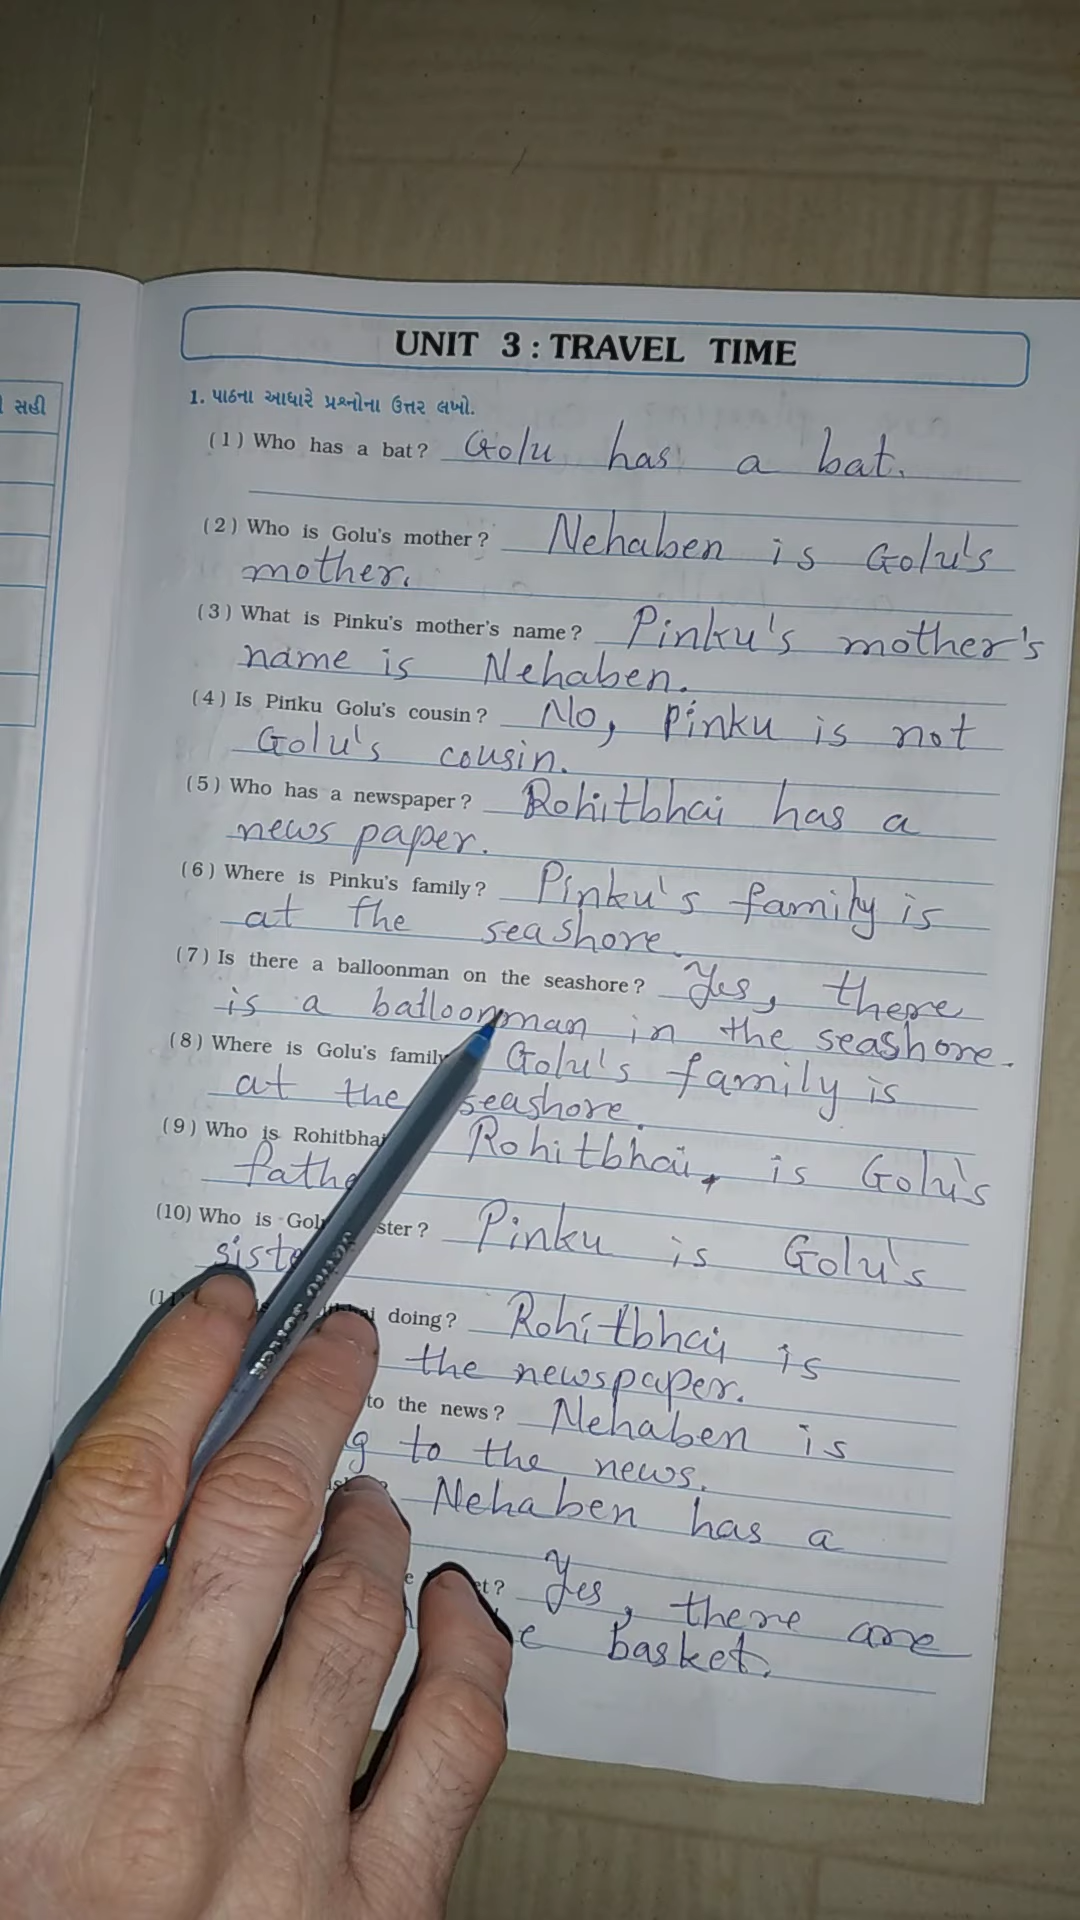 સહી
UNIT 3 : TRAVEL TIME
1. પાઠના આધારે પ્રશ્નોના ઉત્તર લખો.
(1) Who has a bat? Golu has a bat.
(2) Who is Golu's mother? Nehaben is Golu's
mother.
(3) What is Pinku's mother's name? Pinku's mother's
name is Nehaben.
(4) Is Pinku Golu's cousin? No, Pinku is not
Golu's cousin.
(5) Who has a newspaper? Rohitbhai has a
news paper.
(6) Where is Pinku's family? Pinku's family is
at the seashore.
(7) Is there a balloonman on the seashore? Yes, there
is a balloonman in the seashore.
(8) Where is Golu's family Golu's family is
at the seashore.
(9) Who is Rohitbhai Rohitbhai, is Golu's
fathe
(10) Who is Golu ster? Pinku is Golu's
siste
doing? Rohitbhai is
the newspaper.
to the news? Nehaben is
g to the news.
Nehaben has a
t? Yes, there are
e basket.